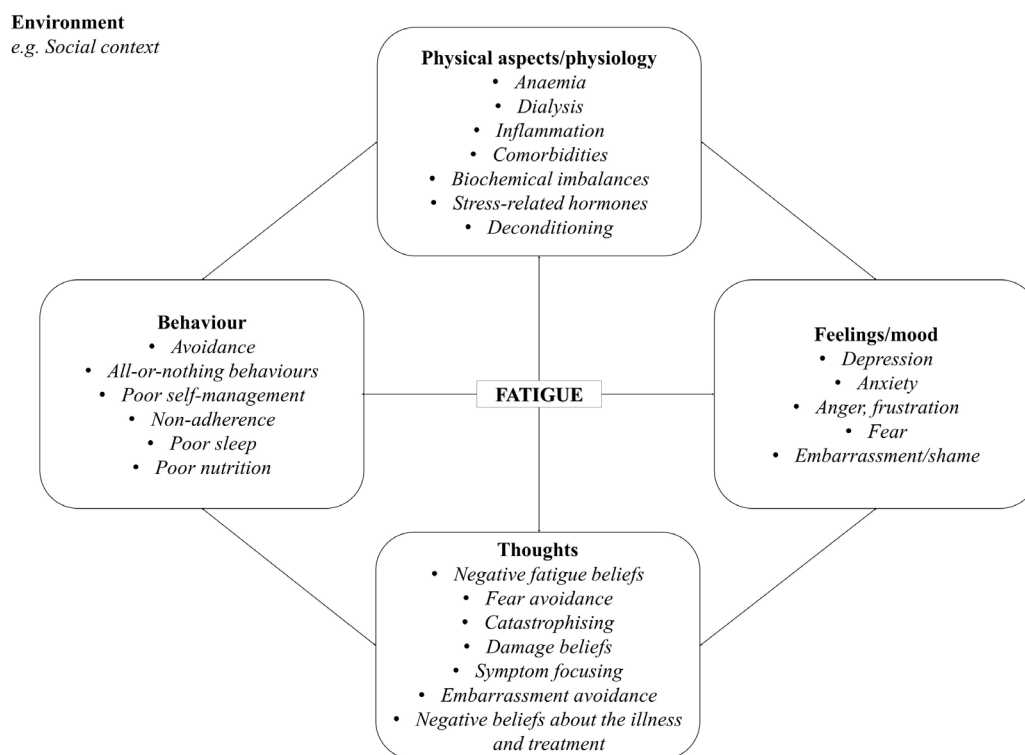 Environment
e.g. Social context
Physical aspects/physiology
• Anaemia
• Dialysis
• Inflammation
• Comorbidities
• Biochemical imbalances
• Stress-related hormones
• Deconditioning
Behaviour
• Avoidance
• All-or-nothing behaviours
• Poor self-management
• Non-adherence
• Poor sleep
• Poor nutrition
FATIGUE
Feelings/mood
• Depression
• Anxiety
• Anger, frustration
• Fear
• Embarrassment/shame
Thoughts
• Negative fatigue beliefs
• Fear avoidance
• Catastrophising
• Damage beliefs
• Symptom focusing
• Embarrassment avoidance
• Negative beliefs about the illness
and treatment